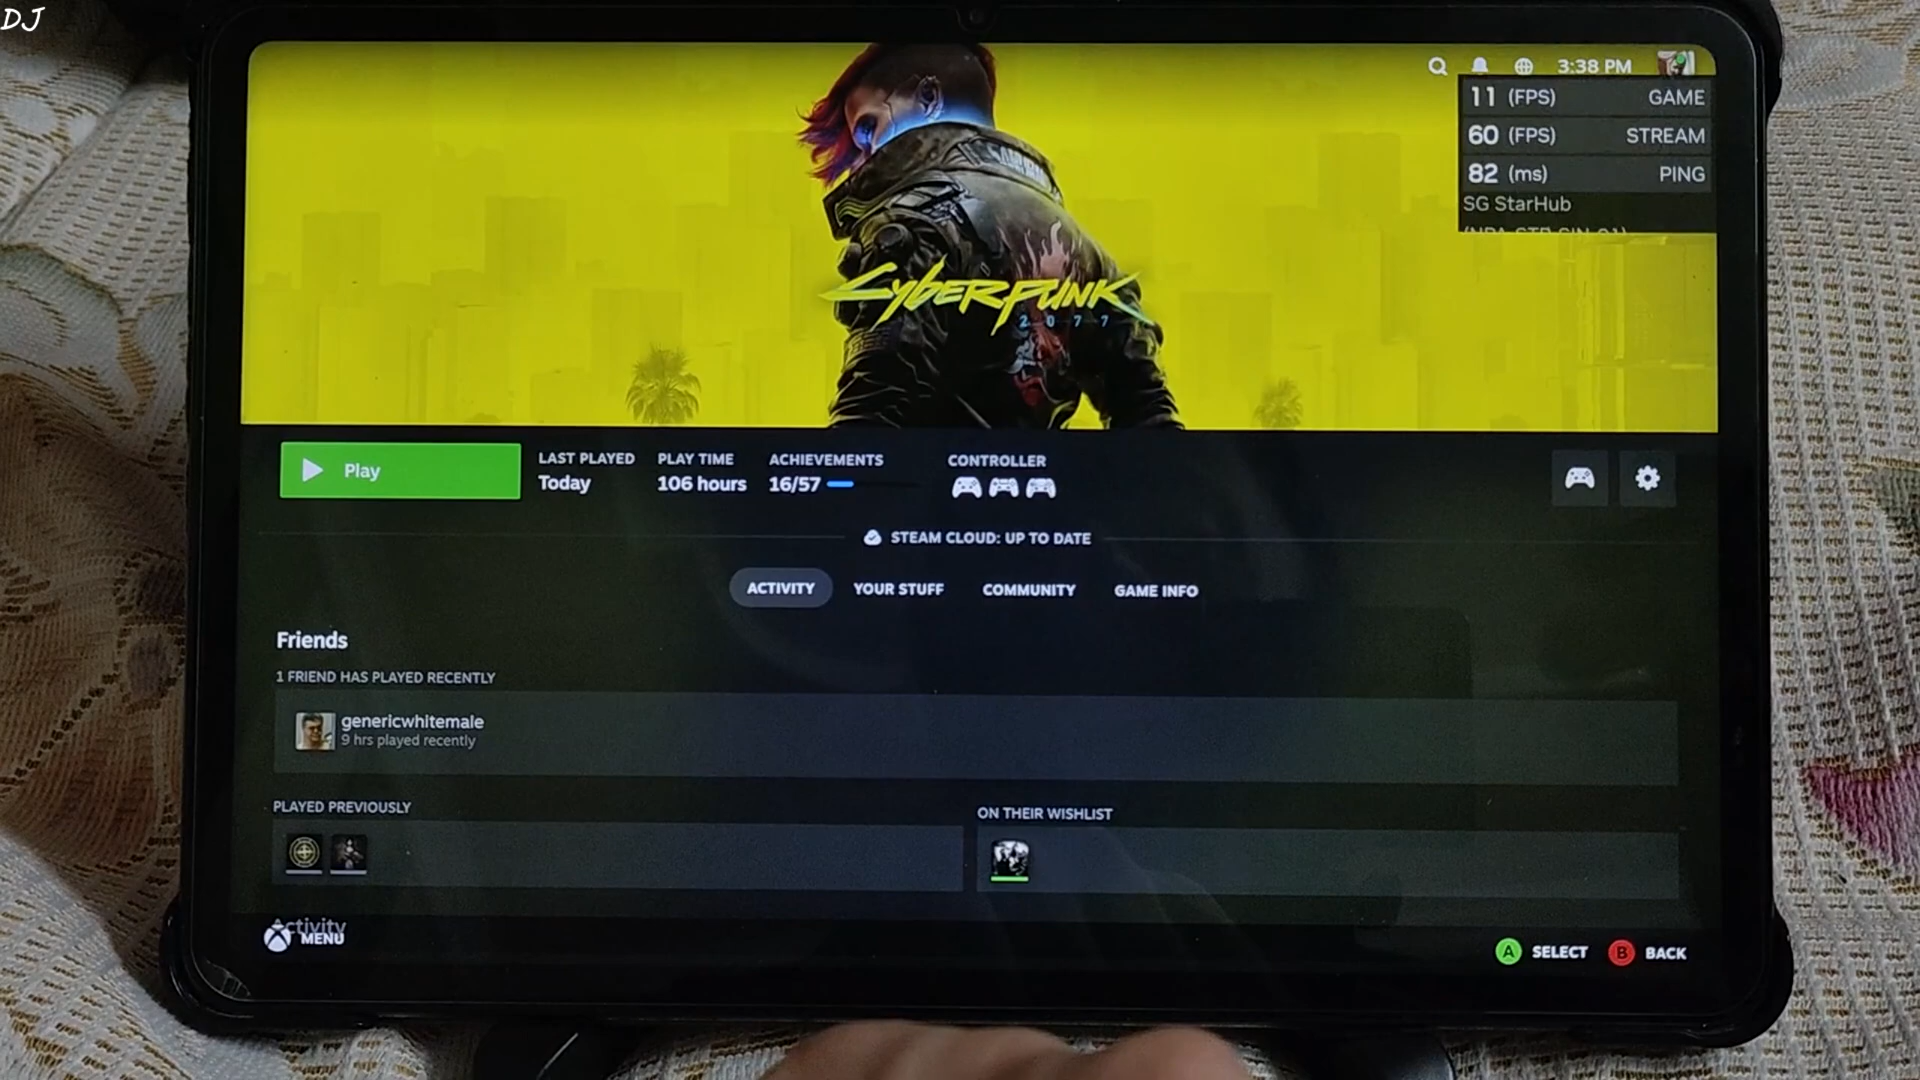 DJ
3:38 PM
11 (FPS) GAME
60 (FPS) STREAM
82 (ms) PING
SG StarHub
CYBERPUNK
2077
Play
LAST PLAYED
Today
PLAY TIME
106 hours
ACHIEVEMENTS
16/57
CONTROLLER
STEAM CLOUD: UP TO DATE
ACTIVITY YOUR STUFF COMMUNITY GAME INFO
Friends
1 FRIEND HAS PLAYED RECENTLY
genericwhitemale
9 hrs played recently
PLAYED PREVIOUSLY
ON THEIR WISHLIST
Activity
MENU
A SELECT B BACK